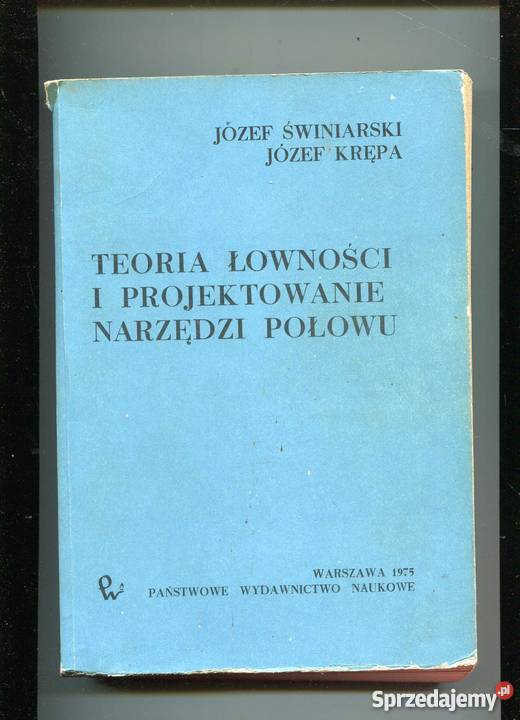 JÓZEF ŚWINIARSKI
JÓZEF KRĘPA
TEORIA ŁOWNOŚCI
I PROJEKTOWANIE
NARZĘDZI POŁOWU
WARSZAWA 1975
PAŃSTWOWE WYDAWNICTWO NAUKOWE
Sprzedajemy.pl